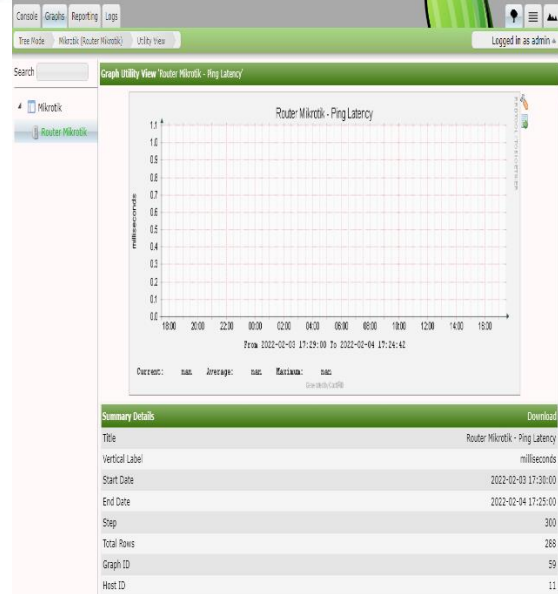 Console Graphs Reporting Logs
Tree Mode Mikrotik (Router Mikrotik) Utility View
Logged in as admin
Search
Graph Utility View 'Router Mikrotik - Ping Latency'
Mikrotik
Router Mikrotik
Router Mikrotik - Ping Latency
RRDTOOL / TOBI OETIKER
milliseconds
1.1
1.0
0.9
0.8
0.7
0.6
0.5
0.4
0.3
0.2
0.1
0.0
18:00 20:00 22:00 00:00 02:00 04:00 06:00 08:00 10:00 12:00 14:00 16:00
From 2022-02-03 17:29:00 To 2022-02-04 17:24:42
Current: nan Average: nan Maximum: nan
Summary Details Download
Title Router Mikrotik - Ping Latency
Vertical Label milliseconds
Start Date 2022-02-03 17:30:00
End Date 2022-02-04 17:25:00
Step 300
Total Rows 288
Graph ID 59
Host ID 11